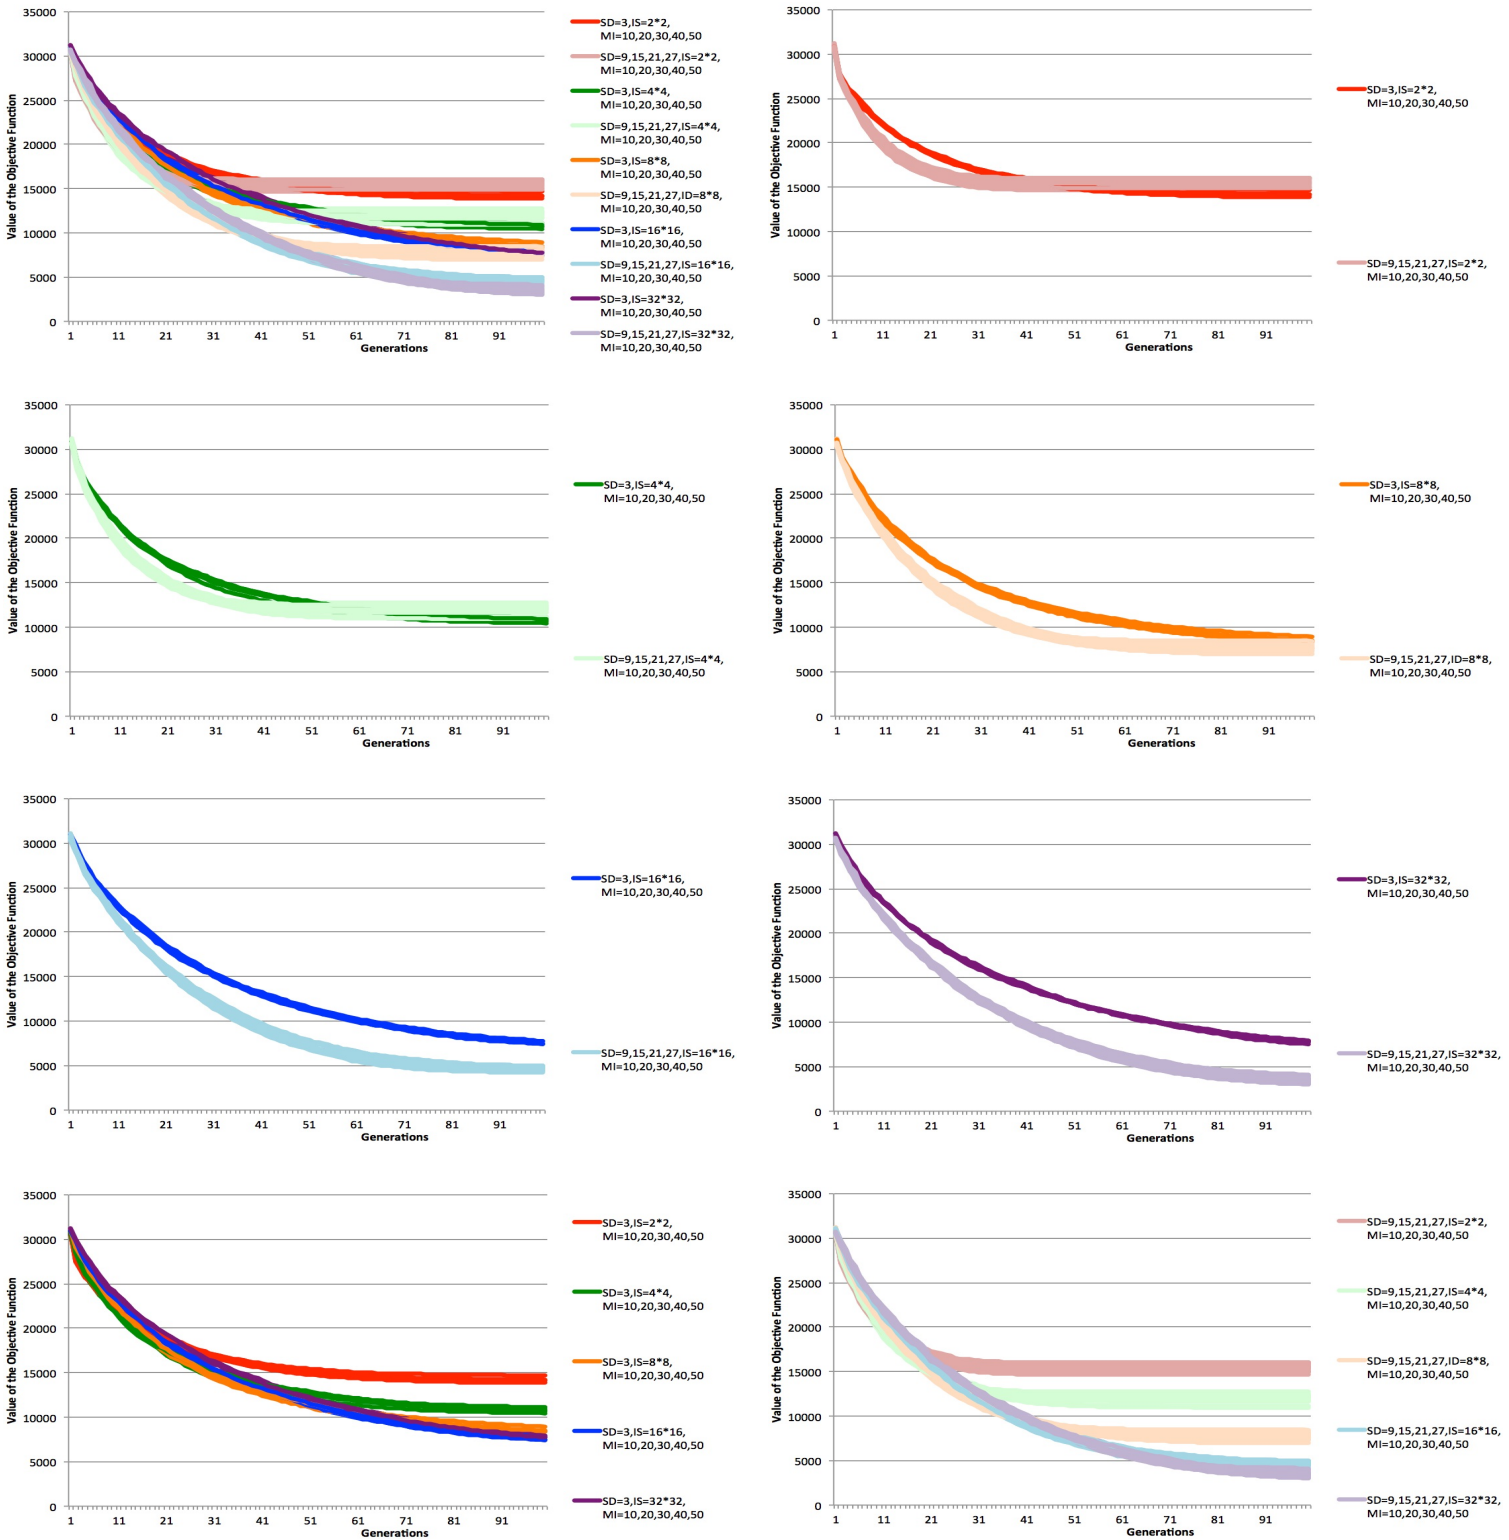 35000
30000
25000
20000
15000
10000
5000
0
Value of the Objective Function
1 11 21 31 41 51 61 71 81 91
Generations
SD=3,IS=2*2,
MI=10,20,30,40,50
SD=9,15,21,27,IS=2*2,
MI=10,20,30,40,50
SD=3,IS=4*4,
MI=10,20,30,40,50
SD=9,15,21,27,IS=4*4,
MI=10,20,30,40,50
SD=3,IS=8*8,
MI=10,20,30,40,50
SD=9,15,21,27,ID=8*8,
MI=10,20,30,40,50
SD=3,IS=16*16,
MI=10,20,30,40,50
SD=9,15,21,27,IS=16*16,
MI=10,20,30,40,50
SD=3,IS=32*32,
MI=10,20,30,40,50
SD=9,15,21,27,IS=32*32,
MI=10,20,30,40,50
35000
30000
25000
20000
15000
10000
5000
0
Value of the Objective Function
1 11 21 31 41 51 61 71 81 91
Generations
SD=3,IS=2*2,
MI=10,20,30,40,50
SD=9,15,21,27,IS=2*2,
MI=10,20,30,40,50
35000
30000
25000
20000
15000
10000
5000
0
Value of the Objective Function
1 11 21 31 41 51 61 71 81 91
Generations
SD=3,IS=4*4,
MI=10,20,30,40,50
SD=9,15,21,27,IS=4*4,
MI=10,20,30,40,50
35000
30000
25000
20000
15000
10000
5000
0
Value of the Objective Function
1 11 21 31 41 51 61 71 81 91
Generations
SD=3,IS=8*8,
MI=10,20,30,40,50
SD=9,15,21,27,ID=8*8,
MI=10,20,30,40,50
35000
30000
25000
20000
15000
10000
5000
0
Value of the Objective Function
1 11 21 31 41 51 61 71 81 91
Generations
SD=3,IS=16*16,
MI=10,20,30,40,50
SD=9,15,21,27,IS=16*16,
MI=10,20,30,40,50
35000
30000
25000
20000
15000
10000
5000
0
Value of the Objective Function
1 11 21 31 41 51 61 71 81 91
Generations
SD=3,IS=32*32,
MI=10,20,30,40,50
SD=9,15,21,27,IS=32*32,
MI=10,20,30,40,50
35000
30000
25000
20000
15000
10000
5000
0
Value of the Objective Function
1 11 21 31 41 51 61 71 81 91
Generations
SD=3,IS=2*2,
MI=10,20,30,40,50
SD=3,IS=4*4,
MI=10,20,30,40,50
SD=3,IS=8*8,
MI=10,20,30,40,50
SD=3,IS=16*16,
MI=10,20,30,40,50
SD=3,IS=32*32,
MI=10,20,30,40,50
35000
30000
25000
20000
15000
10000
5000
0
Value of the Objective Function
1 11 21 31 41 51 61 71 81 91
Generations
SD=9,15,21,27,IS=2*2,
MI=10,20,30,40,50
SD=9,15,21,27,IS=4*4,
MI=10,20,30,40,50
SD=9,15,21,27,ID=8*8,
MI=10,20,30,40,50
SD=9,15,21,27,IS=16*16,
MI=10,20,30,40,50
SD=9,15,21,27,IS=32*32,
MI=10,20,30,40,50